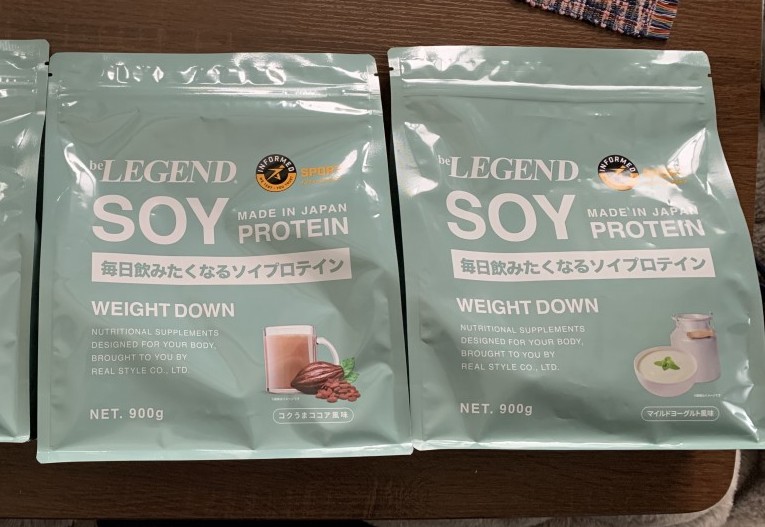 beLEGEND
INFORMED
SPORT
SOY
MADE IN JAPAN
PROTEIN
毎日飲みたくなるソイプロテイン
WEIGHT DOWN
NUTRITIONAL SUPPLEMENTS
DESIGNED FOR YOUR BODY,
BROUGHT TO YOU BY
REAL STYLE CO., LTD.
NET. 900g
コクうまココア風味
beLEGEND
INFORMED
SOY
MADE IN JAPAN
PROTEIN
毎日飲みたくなるソイプロテイン
WEIGHT DOWN
NUTRITIONAL SUPPLEMENTS
DESIGNED FOR YOUR BODY,
BROUGHT TO YOU BY
REAL STYLE CO., LTD.
NET. 900g
マイルドヨーグルト風味